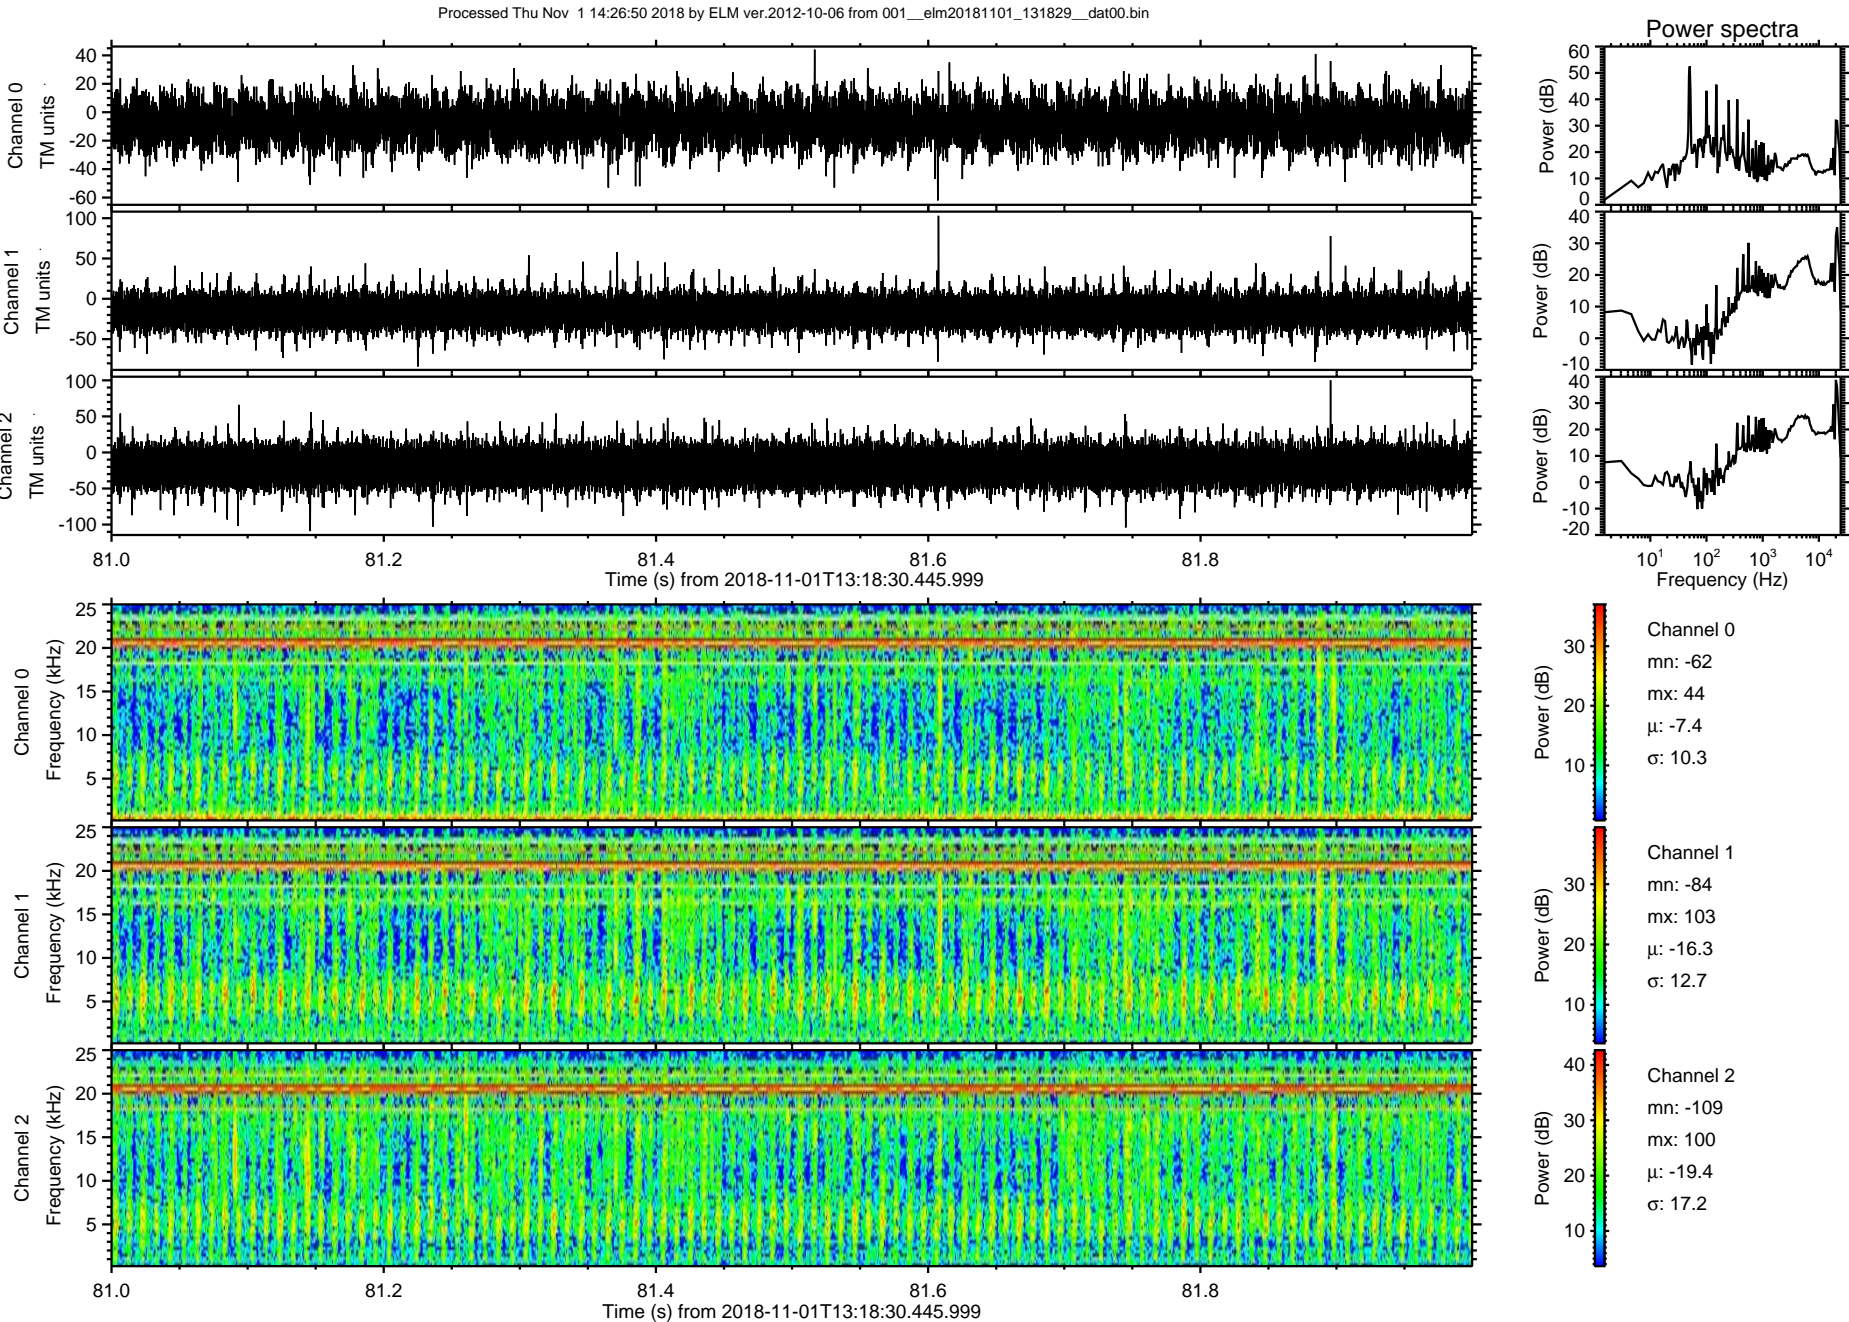 Processed Thu Nov 1 14:26:50 2018 by ELM ver.2012-10-06 from 001__elm20181101_131829__dat00.bin
Power spectra
Channel 0
TM units
40
20
0
-20
-40
-60
Power (dB)
60
50
40
30
20
10
0
Channel 1
TM units
100
50
0
-50
Power (dB)
40
30
20
10
0
-10
Channel 2
TM units
100
50
0
-50
-100
Power (dB)
40
30
20
10
0
-10
-20
81.0 81.2 81.4 81.6 81.8
Time (s) from 2018-11-01T13:18:30.445.999
10^1 10^2 10^3 10^4
Frequency (Hz)
Channel 0
Frequency (kHz)
25
20
15
10
5
Power (dB)
30
20
10
Channel 0
mn: -62
mx: 44
μ: -7.4
σ: 10.3
Channel 1
Frequency (kHz)
25
20
15
10
5
Power (dB)
30
20
10
Channel 1
mn: -84
mx: 103
μ: -16.3
σ: 12.7
Channel 2
Frequency (kHz)
25
20
15
10
5
Power (dB)
40
30
20
10
Channel 2
mn: -109
mx: 100
μ: -19.4
σ: 17.2
81.0 81.2 81.4 81.6 81.8
Time (s) from 2018-11-01T13:18:30.445.999